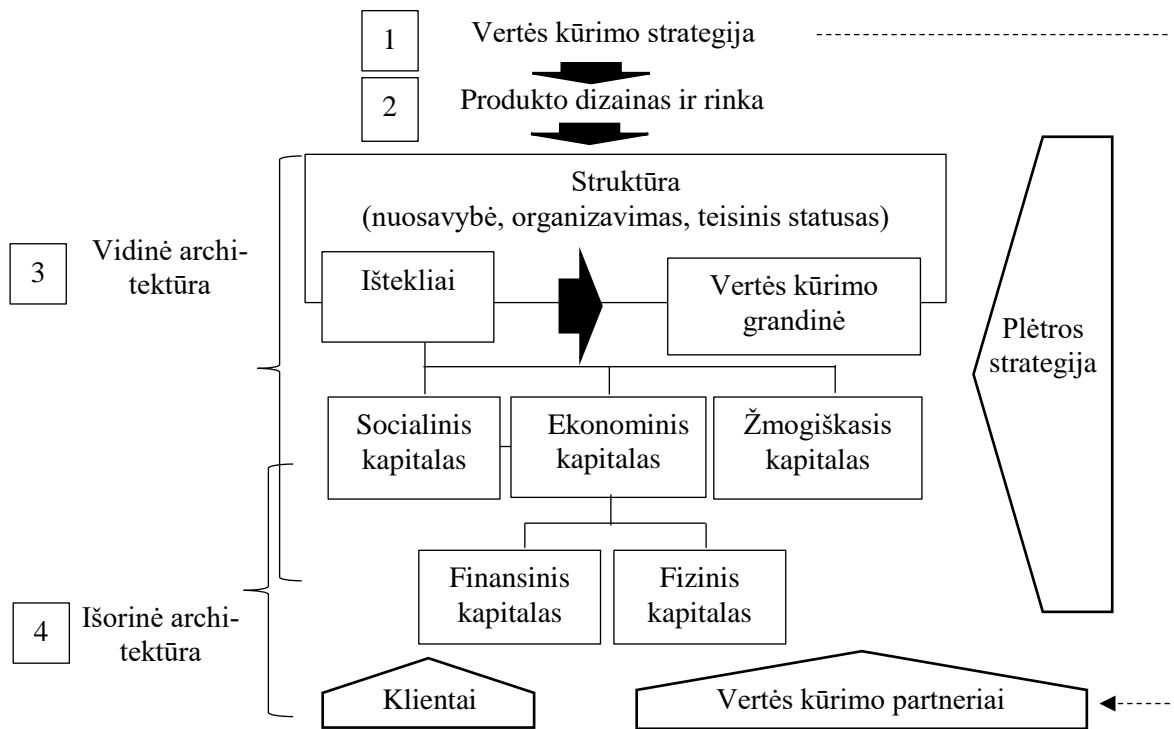 1
Vertės kūrimo strategija
2
Produkto dizainas ir rinka
Struktūra
(nuosavybė, organizavimas, teisinis statusas)
3
Vidinė archi-
tektūra
Ištekliai
Vertės kūrimo
grandinė
Plėtros
strategija
Socialinis
kapitalas
Ekonominis
kapitalas
Žmogiškasis
kapitalas
Finansinis
kapitalas
Fizinis
kapitalas
4
Išorinė archi-
tektūra
Klientai
Vertės kūrimo partneriai